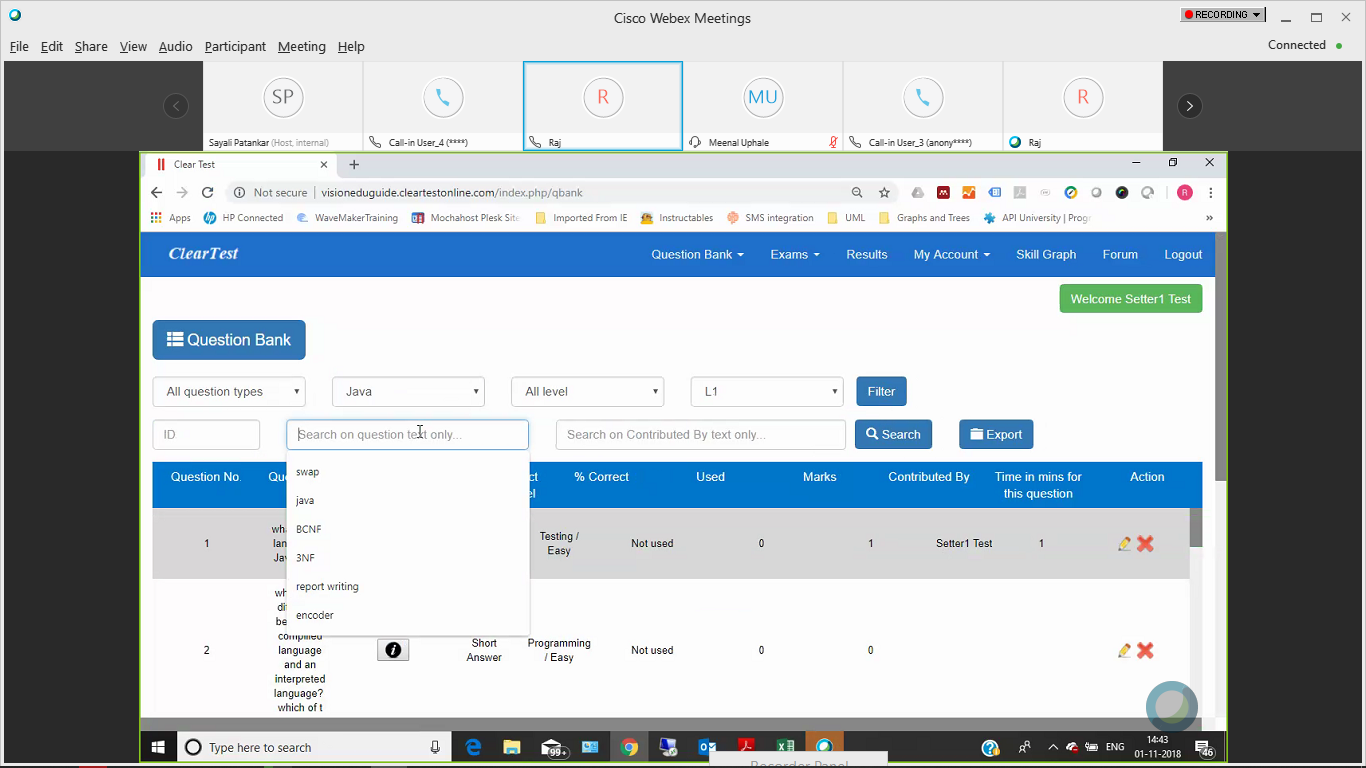 Cisco Webex Meetings
RECORDING
File Edit Share View Audio Participant Meeting Help
Connected
SP
R
MU
R
Sayali Patankar (Host, internal)
Call-in User_4 (****)
Raj
Meenal Uphale
Call-in User_3 (anony****)
Raj
Clear Test
Not secure visioneduguide.cleartestonline.com/index.php/qbank
R
Apps HP Connected WaveMakerTraining Mochahost Plesk Site Imported From IE Instructables SMS integration UML Graphs and Trees API University | Prog
ClearTest
Question Bank Exams Results My Account Skill Graph Forum Logout
Welcome Setter1 Test
Question Bank
All question types Java All level L1 Filter
ID Search on question text only... Search on Contributed By text only... Search Export
swap
java
BCNF
3NF
report writing
encoder
Question No. % Correct Used Marks Contributed By Time in mins for
this question Action
1 Testing /
Easy Not used 0 1 Setter1 Test 1
2
compilled
language
and an
interpreted
language?
which of t
Short
Answer
Programming
/ Easy
Not used 0 0
Type here to search
99+
ENG
14:43
01-11-2018
46
Recorder Panel